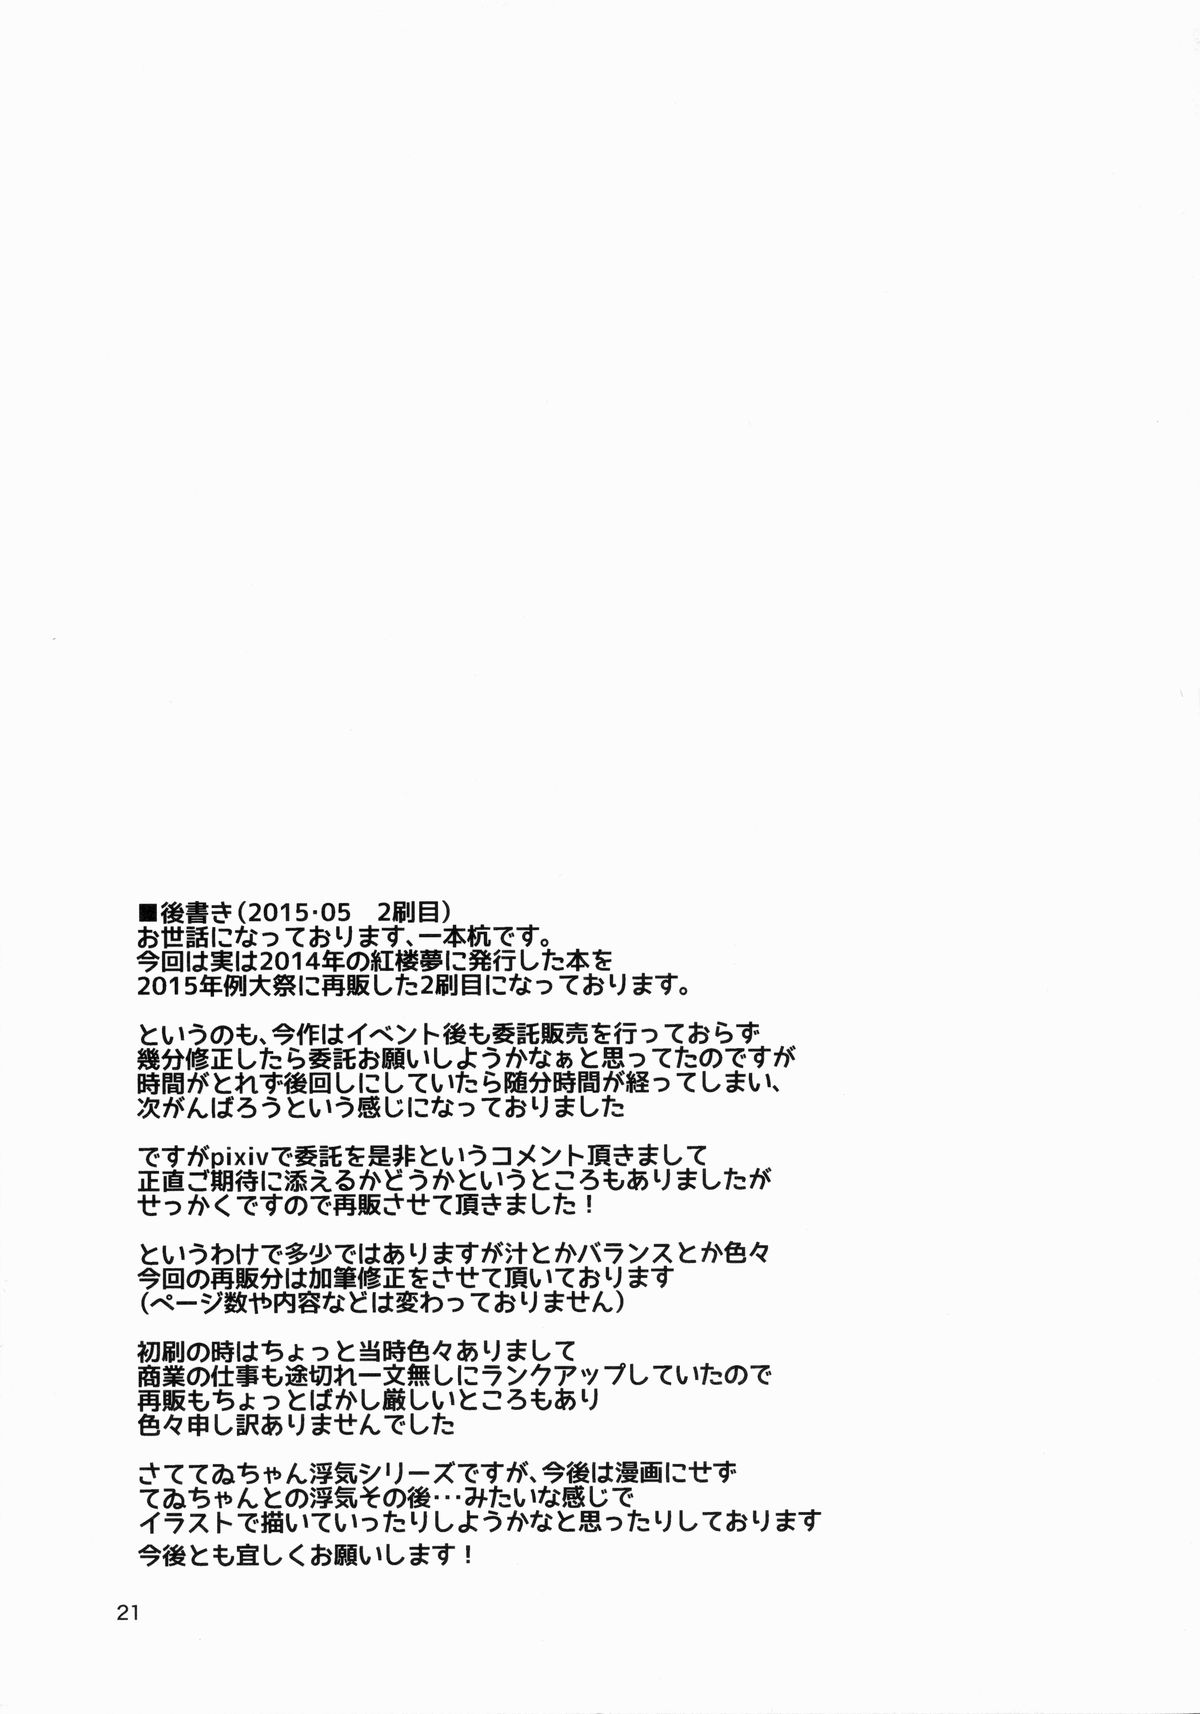 ■後書き（2015・05　2刷目）
お世話になっております、一本杭です。
今回は実は2014年の紅楼夢に発行した本を
2015年例大祭に再販した2刷目になっております。
というのも、今作はイベント後も委託販売を行っておらず
幾分修正したら委託お願いしようかなぁと思ってたのですが
時間がとれず後回しにしていたら随分時間が経ってしまい、
次がんばろうという感じになっておりました
ですがpixivで委託を是非というコメント頂きまして
正直ご期待に添えるかどうかというところもありましたが
せっかくですので再販させて頂きました！
というわけで多少ではありますが汁とかバランスとか色々
今回の再販分は加筆修正をさせて頂いております
（ページ数や内容などは変わっておりません）
初刷の時はちょっと当時色々ありまして
商業の仕事も途切れ一文無しにランクアップしていたので
再販もちょっとばかし厳しいところもあり
色々申し訳ありませんでした
さててゐちゃん浮気シリーズですが、今後は漫画にせず
てゐちゃんとの浮気その後・・・みたいな感じで
イラストで描いていったりしようかなと思ったりしております
今後とも宜しくお願いします！
21